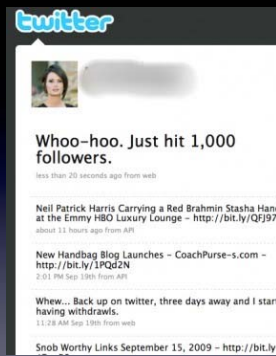 twitter
Whoo-hoo. Just hit 1,000
followers.
less than 20 seconds ago from web
Neil Patrick Harris Carrying a Red Brahmin Stasha Han
at the Emmy HBO Luxury Lounge - http://bit.ly/QFJ97
about 11 hours ago from API
New Handbag Blog Launches - CoachPurse-s.com -
http://bit.ly/1PQd2N
2:01 PM Sep 19th from API
Whew... Back up on twitter, three days away and I star
having withdrawls.
11:28 AM Sep 19th from web
Snob Worthy Links September 15, 2009 - http://bit.ly